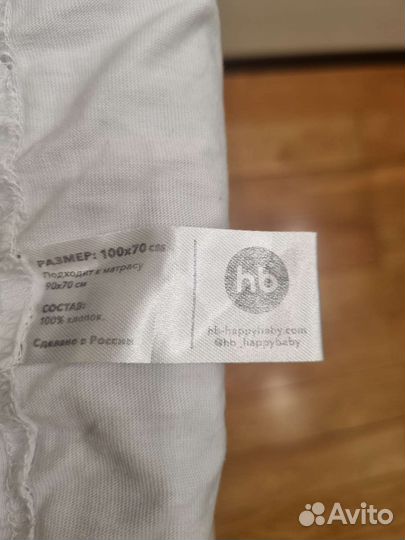 РАЗМЕР: 100x70 см
Подходит к матрасу
90x70 см
СОСТАВ:
100% хлопок.
Сделано в России
hb
hb-happybaby.com
@hb_happybaby
Avito